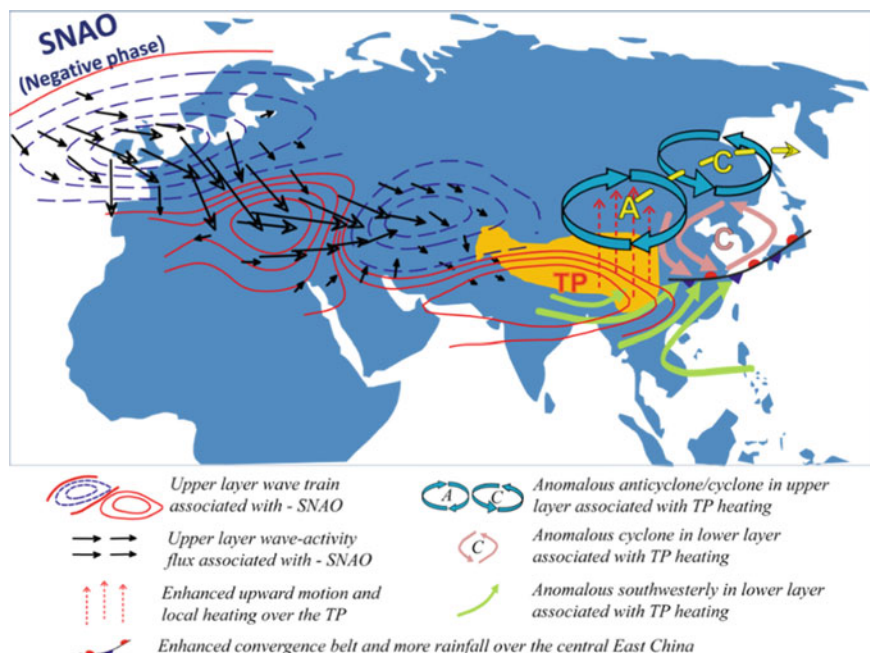 SNAO
(Negative phase)
A
C
C
TP
Upper layer wave train
associated with - SNAO
Upper layer wave-activity
flux associated with - SNAO
Enhanced upward motion and
local heating over the TP
A C
Anomalous anticyclone/cyclone in upper
layer associated with TP heating
C
Anomalous cyclone in lower layer
associated with TP heating
Anomalous southwesterly in lower layer
associated with TP heating
Enhanced convergence belt and more rainfall over the central East China